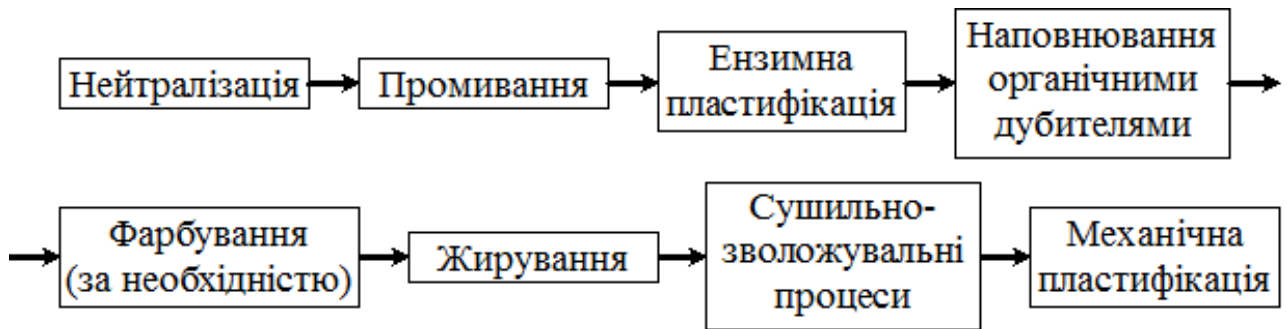 Нейтралізація
Промивання
Ензимна
пластифікація
Наповнювання
органічними
дубителями
Фарбування
(за необхідністю)
Жирування
Сушильно-
зволожувальні
процеси
Механічна
пластифікація